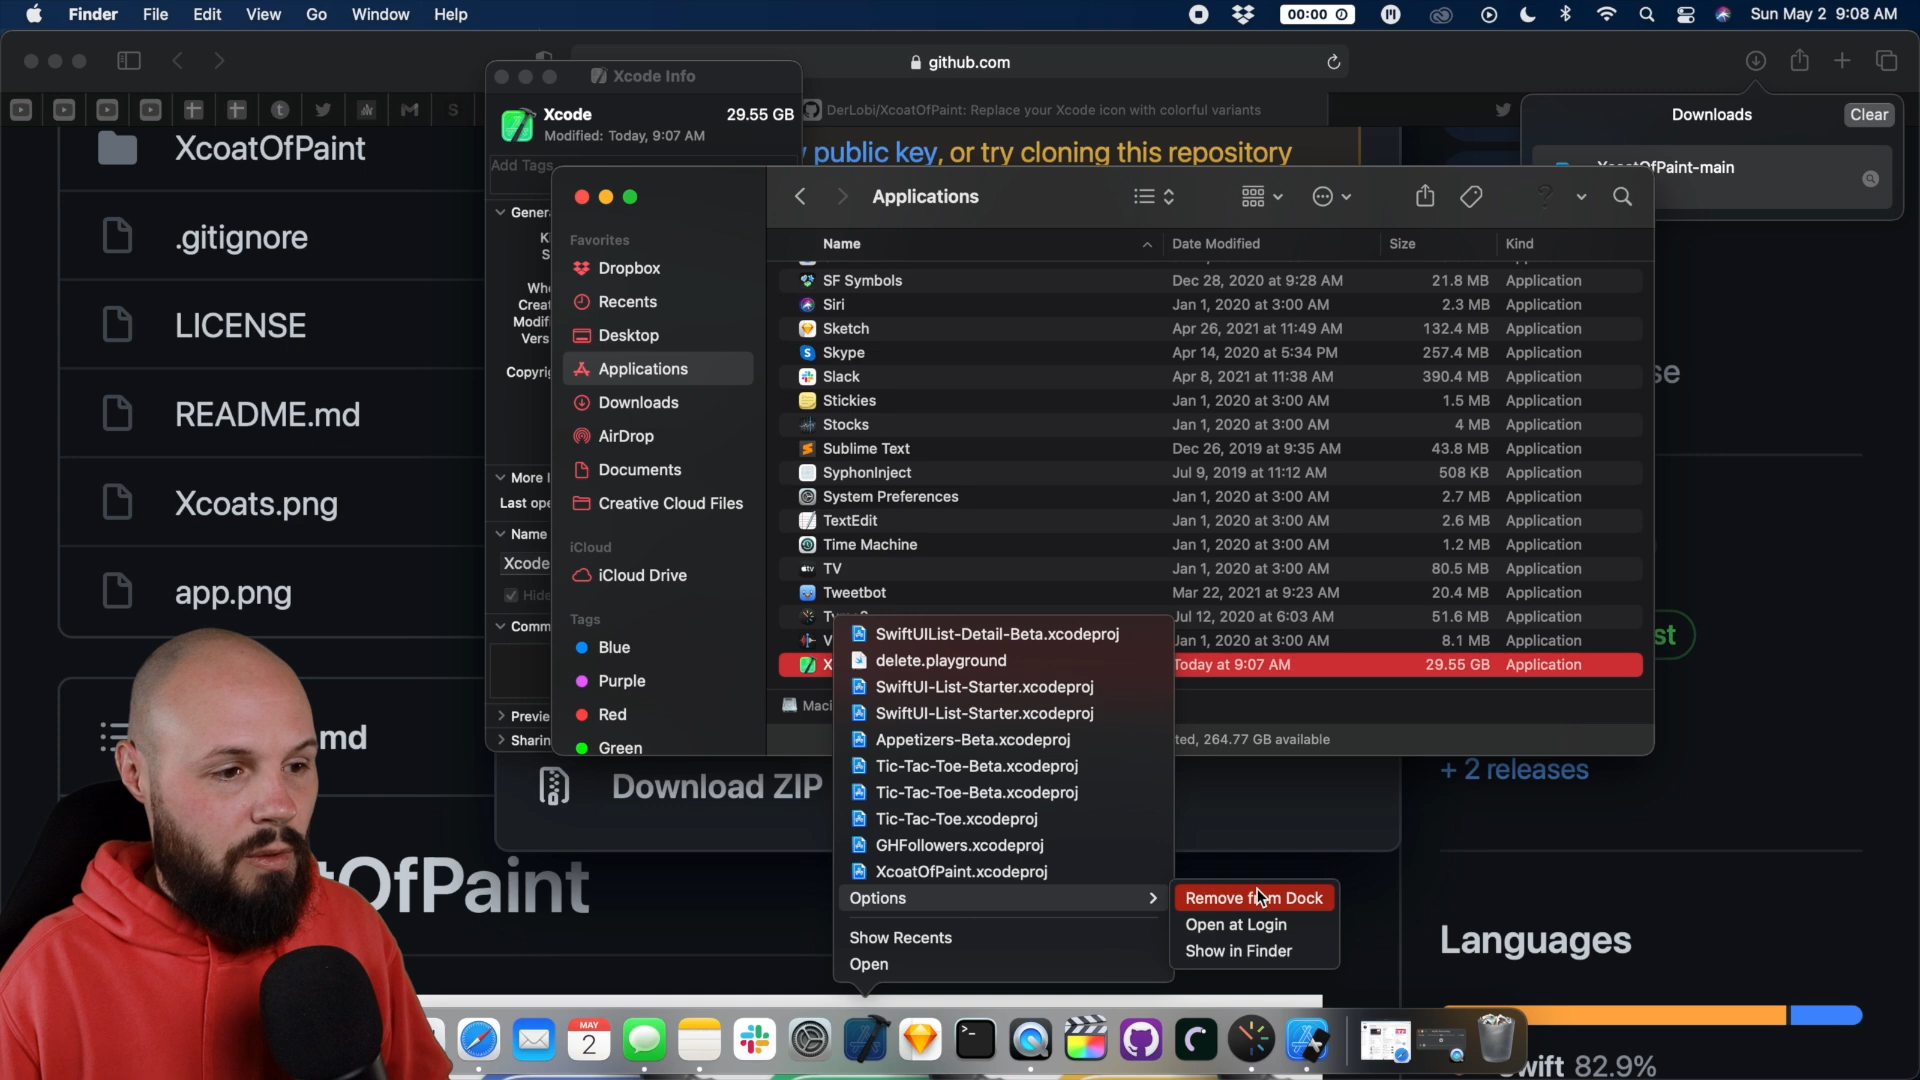 Finder File Edit View Go Window Help
00:00
Sun May 2 9:08 AM
github.com
Xcode Info
DerLobi/XcoatOfPaint: Replace your Xcode icon with colorful variants
Downloads
Clear
Xcode 29.55 GB
Modified: Today, 9:07 AM
Add Tags
public key, or try cloning this repository
XcoatOfPaint
.gitignore
LICENSE
README.md
Xcoats.png
app.png
md
Applications
Favorites
Dropbox
Recents
Desktop
Applications
Downloads
AirDrop
Documents
Creative Cloud Files
iCloud
iCloud Drive
Tags
Blue
Purple
Red
Green
Name Date Modified Size Kind
SF Symbols Dec 28, 2020 at 9:28 AM 21.8 MB Application
Siri Jan 1, 2020 at 3:00 AM 2.3 MB Application
Sketch Apr 26, 2021 at 11:49 AM 132.4 MB Application
Skype Apr 14, 2020 at 5:34 PM 257.4 MB Application
Slack Apr 8, 2021 at 11:38 AM 390.4 MB Application
Stickies Jan 1, 2020 at 3:00 AM 1.5 MB Application
Stocks Jan 1, 2020 at 3:00 AM 4 MB Application
Sublime Text Dec 26, 2019 at 9:35 AM 43.8 MB Application
SyphonInject Jul 9, 2019 at 11:12 AM 508 KB Application
System Preferences Jan 1, 2020 at 3:00 AM 2.7 MB Application
TextEdit Jan 1, 2020 at 3:00 AM 2.6 MB Application
Time Machine Jan 1, 2020 at 3:00 AM 1.2 MB Application
TV Jan 1, 2020 at 3:00 AM 80.5 MB Application
Tweetbot Mar 22, 2021 at 9:23 AM 20.4 MB Application
Jul 12, 2020 at 6:03 AM 51.6 MB Application
Jan 1, 2020 at 3:00 AM 8.1 MB Application
X Today at 9:07 AM 29.55 GB Application
264.77 GB available
SwiftUIList-Detail-Beta.xcodeproj
delete.playground
SwiftUI-List-Starter.xcodeproj
SwiftUI-List-Starter.xcodeproj
Appetizers-Beta.xcodeproj
Tic-Tac-Toe-Beta.xcodeproj
Tic-Tac-Toe-Beta.xcodeproj
Tic-Tac-Toe.xcodeproj
GHFollowers.xcodeproj
XcoatOfPaint.xcodeproj
Options
Show Recents
Open
Remove from Dock
Open at Login
Show in Finder
Name
Xcode
Download ZIP
tOfPaint
+ 2 releases
Languages
Swift 82.9%
MAY
2